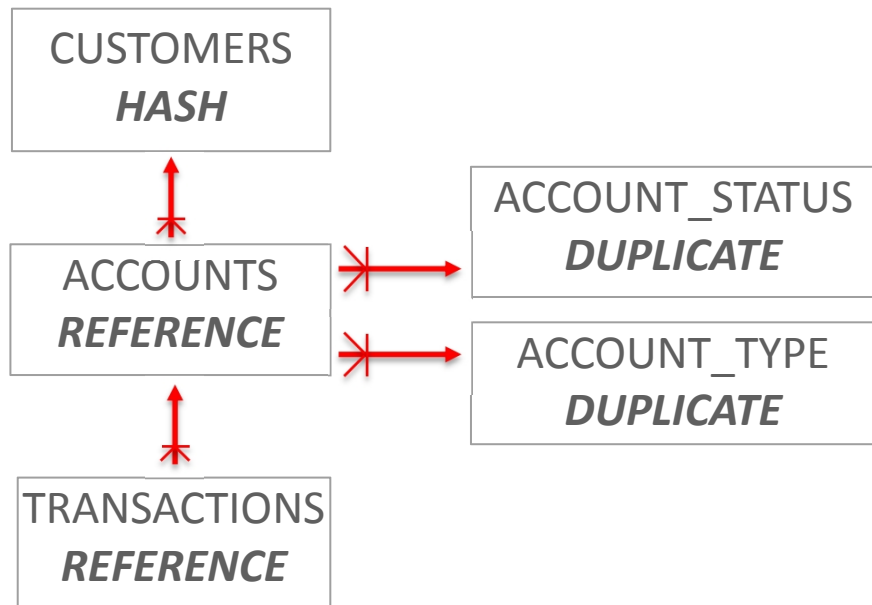 CUSTOMERS
HASH
ACCOUNTS
REFERENCE
TRANSACTIONS
REFERENCE
ACCOUNT_STATUS
DUPLICATE
ACCOUNT_TYPE
DUPLICATE